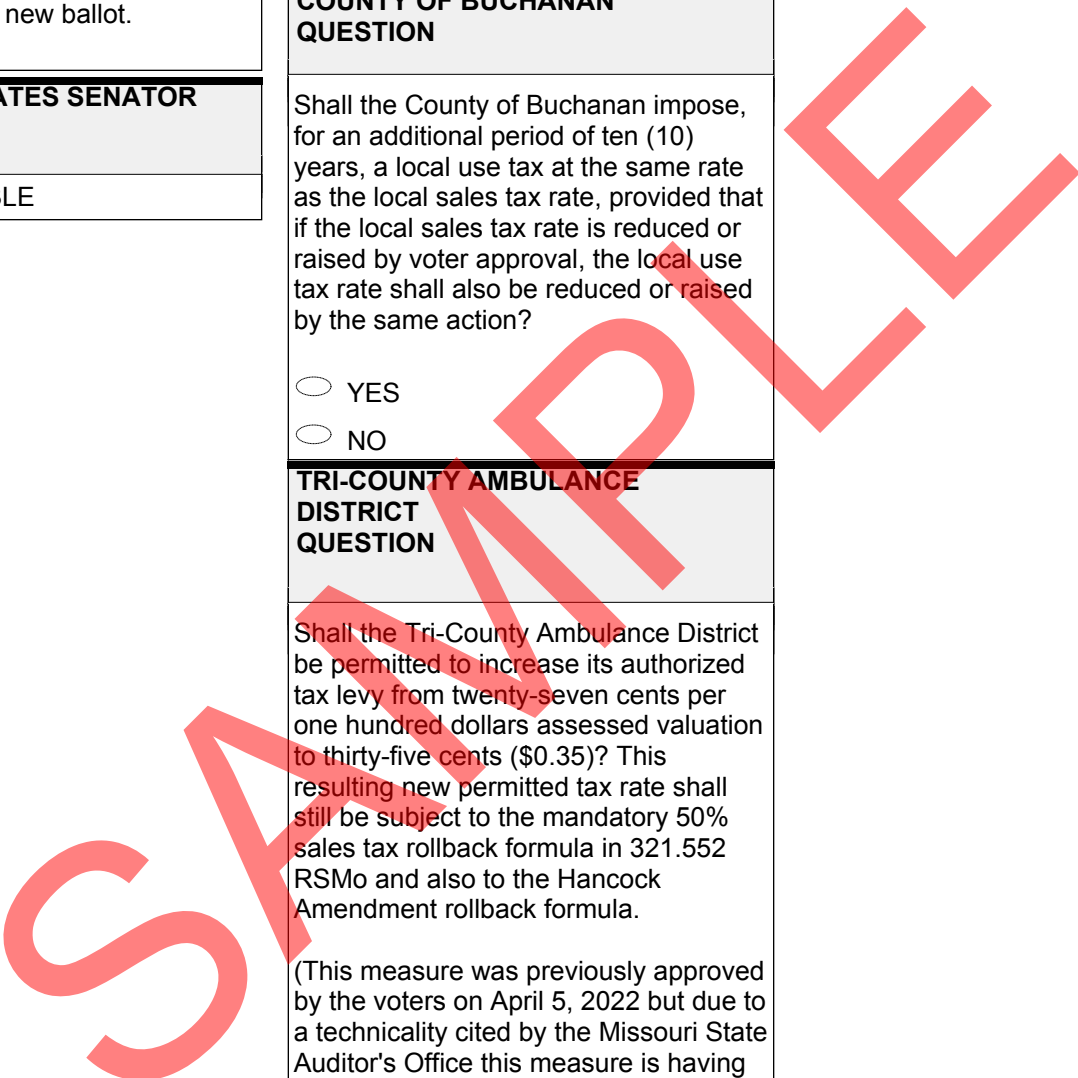 new ballot.
ATES SENATOR
LE
COUNTY OF BUCHANAN
QUESTION
Shall the County of Buchanan impose,
for an additional period of ten (10)
years, a local use tax at the same rate
as the local sales tax rate, provided that
if the local sales tax rate is reduced or
raised by voter approval, the local use
tax rate shall also be reduced or raised
by the same action?
YES
NO
TRI-COUNTY AMBULANCE
DISTRICT
QUESTION
Shall the Tri-County Ambulance District
be permitted to increase its authorized
tax levy from twenty-seven cents per
one hundred dollars assessed valuation
to thirty-five cents ($0.35)? This
resulting new permitted tax rate shall
still be subject to the mandatory 50%
sales tax rollback formula in 321.552
RSMo and also to the Hancock
Amendment rollback formula.
(This measure was previously approved
by the voters on April 5, 2022 but due to
a technicality cited by the Missouri State
Auditor's Office this measure is having
SAMPLE